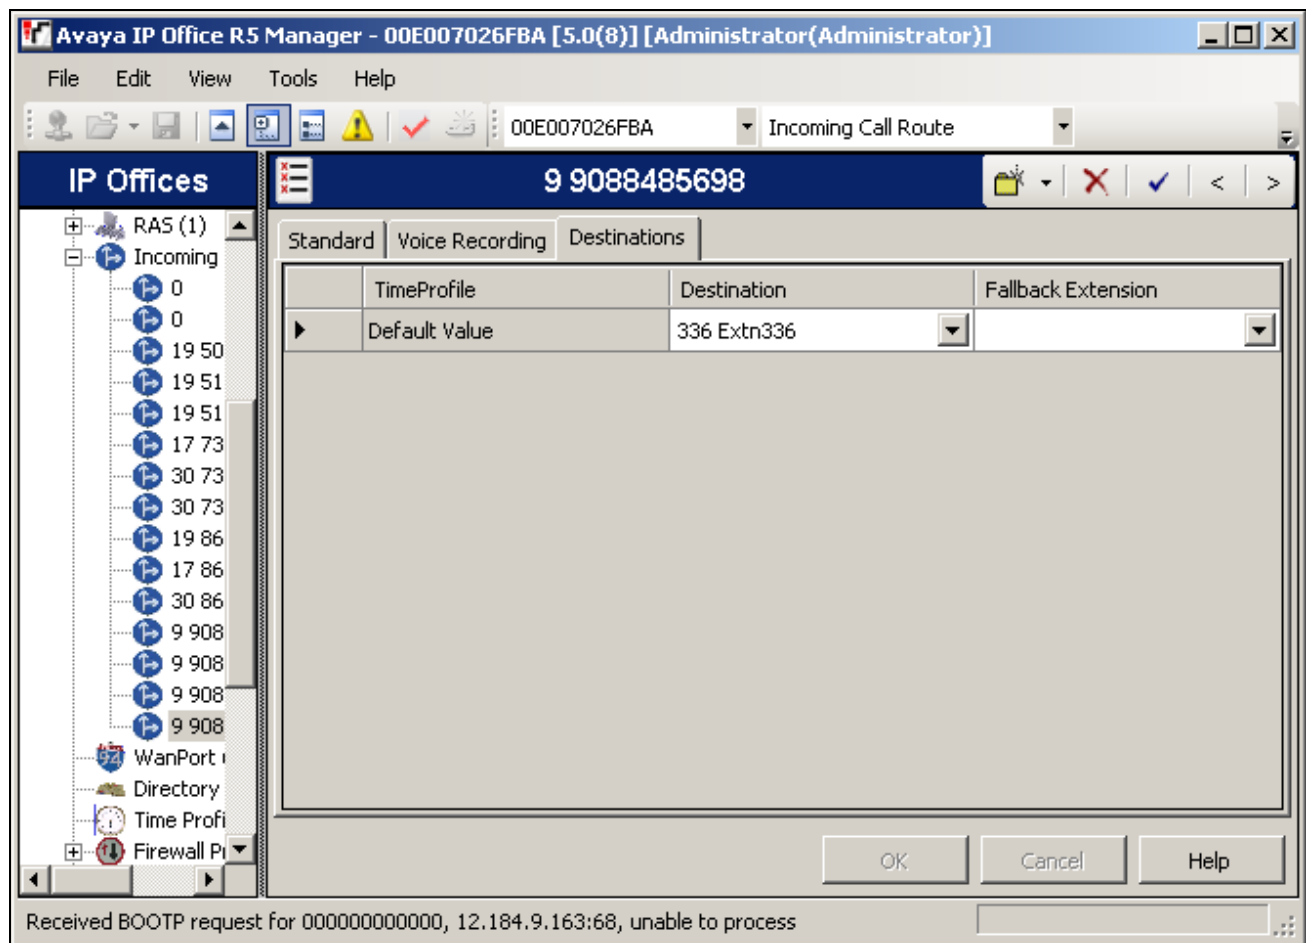 Avaya IP Office R5 Manager - 00E007026FBA [5.0(8)] [Administrator(Administrator)]
File Edit View Tools Help
00E007026FBA Incoming Call Route
IP Offices
9 9088485698
RAS (1)
Incoming
0
0
19 50
19 51
19 51
17 73
30 73
30 73
19 86
17 86
30 86
9 908
9 908
9 908
9 908
WanPort
Directory
Time Profi
Firewall P
Standard Voice Recording Destinations
TimeProfile Destination Fallback Extension
Default Value 336 Extn336
OK Cancel Help
Received BOOTP request for 000000000000, 12.184.9.163:68, unable to process